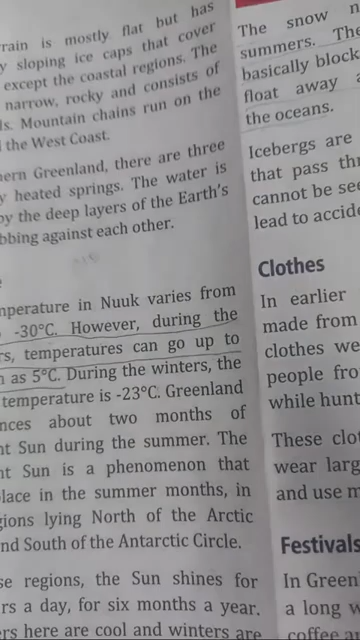 rain is mostly flat but has
sloping ice caps that cover
except the coastal regions. The
narrow, rocky and consists of
Mountain chains run on the
the West Coast.
Greenland, there are three
heated springs. The water is
by the deep layers of the Earth's
bbing against each other.
mperature in Nuuk varies from
-30°C. However, during the
rs, temperatures can go up to
as 5°C. During the winters, the
temperature is -23°C. Greenland
nces about two months of
nt Sun during the summer. The
nt Sun is a phenomenon that
lace in the summer months, in
gions lying North of the Arctic
nd South of the Antarctic Circle.
se regions, the Sun shines for
rs a day, for six months a year.
ers here are cool and winters are
The snow
summers. The
basically block
float away
the oceans.
Icebergs are
that pass
cannot be see
lead to accide
Clothes
In earlier
made from
clothes we
people fro
while hunt
These clot
wear larg
and use m
Festivals
In Green
a long w
coffee